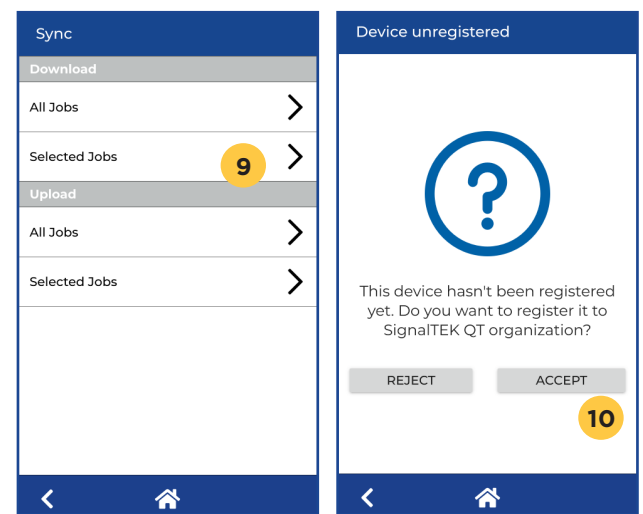 Sync
Download
All Jobs
Selected Jobs
9
Upload
All Jobs
Selected Jobs
Device unregistered
?
This device hasn't been registered
yet. Do you want to register it to
SignalTEK QT organization?
REJECT
ACCEPT
10